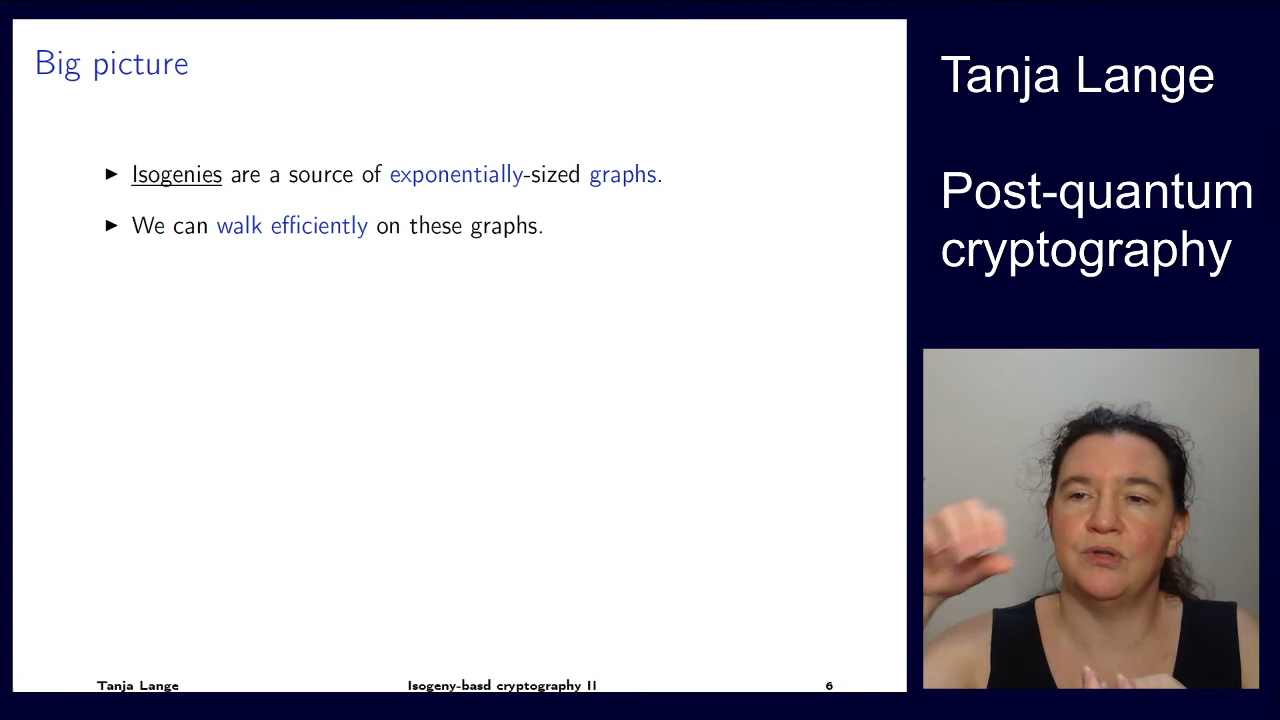 Big picture
▶ Isogenies are a source of exponentially-sized graphs.
▶ We can walk efficiently on these graphs.
Tanja Lange
Isogeny-basd cryptography II
6
Tanja Lange
Post-quantum
cryptography